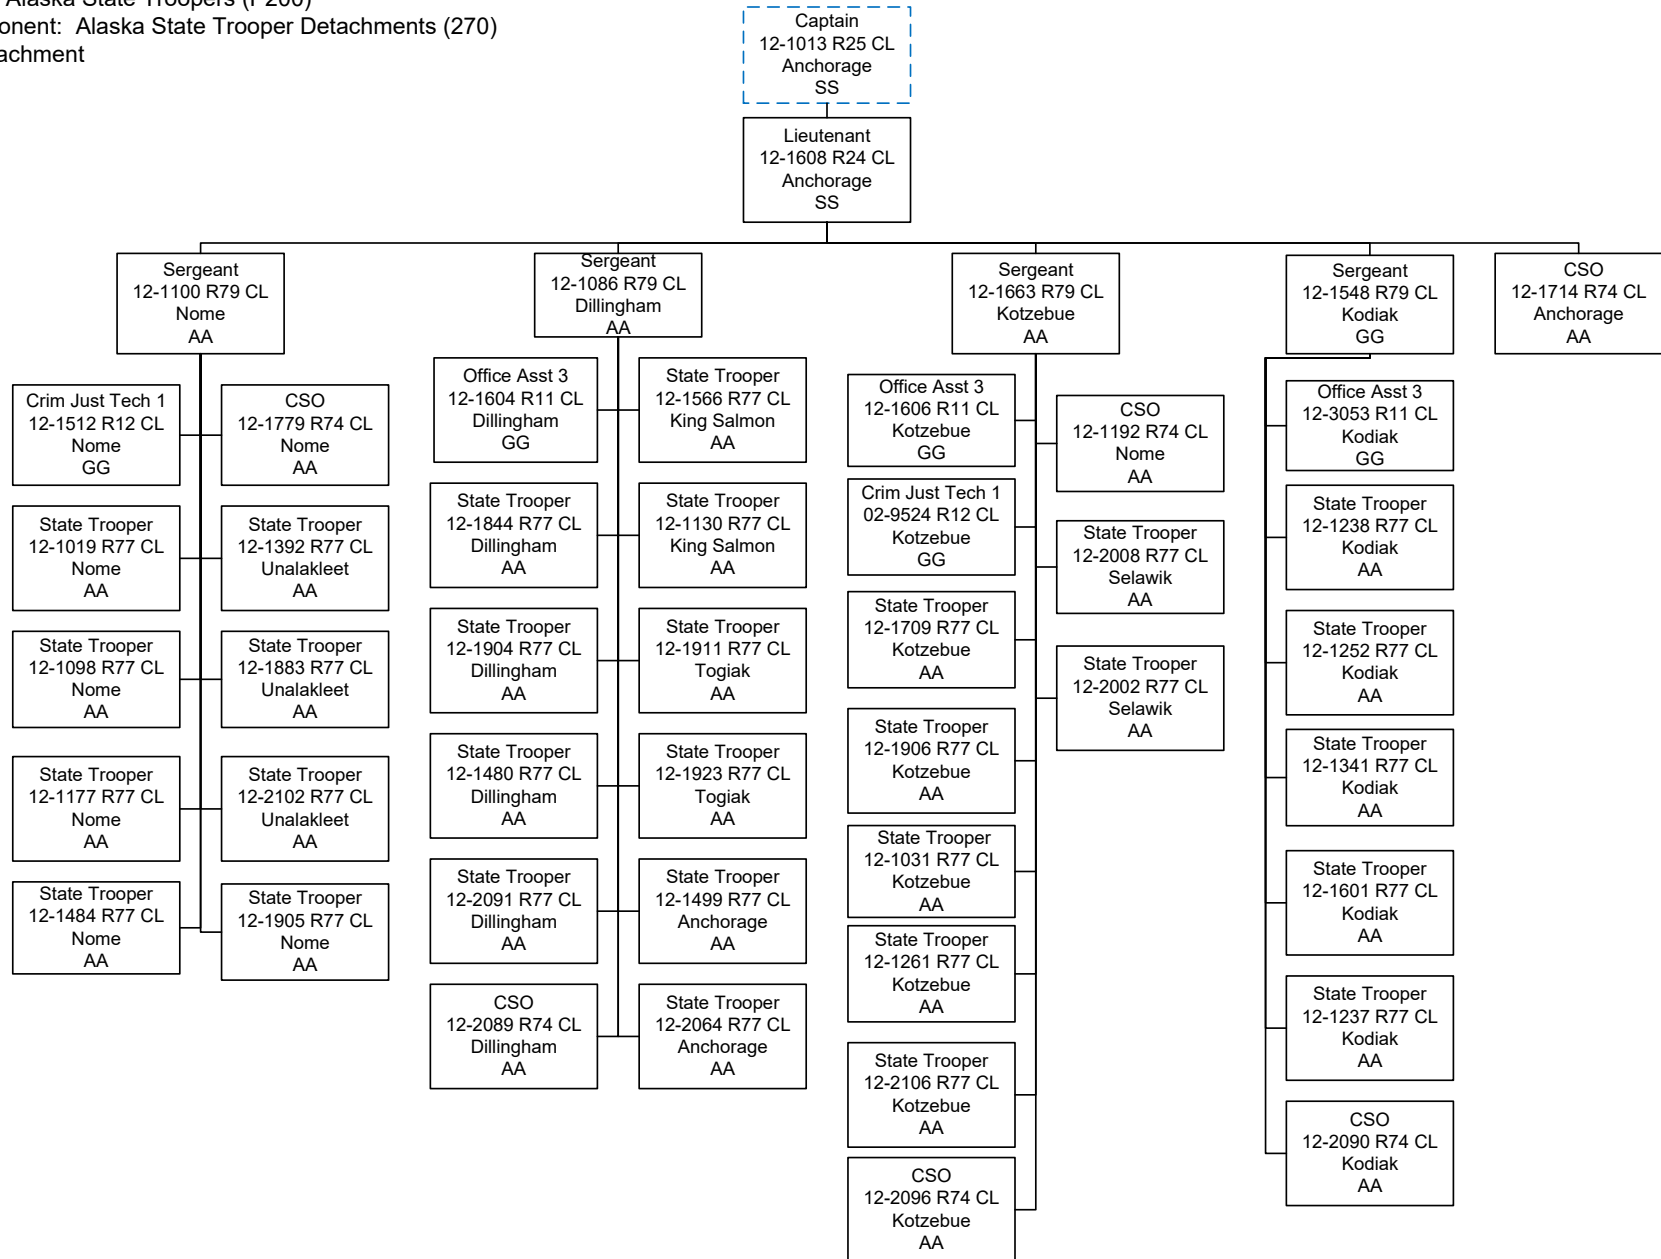 Alaska State Troopers (P200)
onent: Alaska State Trooper Detachments (270)
achment
Captain
12-1013 R25 CL
Anchorage
SS
Lieutenant
12-1608 R24 CL
Anchorage
SS
Sergeant
12-1100 R79 CL
Nome
AA
Sergeant
12-1086 R79 CL
Dillingham
AA
Sergeant
12-1663 R79 CL
Kotzebue
AA
Sergeant
12-1548 R79 CL
Kodiak
GG
CSO
12-1714 R74 CL
Anchorage
AA
Crim Just Tech 1
12-1512 R12 CL
Nome
GG
CSO
12-1779 R74 CL
Nome
AA
State Trooper
12-1019 R77 CL
Nome
AA
State Trooper
12-1392 R77 CL
Unalakleet
AA
State Trooper
12-1098 R77 CL
Nome
AA
State Trooper
12-1883 R77 CL
Unalakleet
AA
State Trooper
12-1177 R77 CL
Nome
AA
State Trooper
12-2102 R77 CL
Unalakleet
AA
State Trooper
12-1484 R77 CL
Nome
AA
State Trooper
12-1905 R77 CL
Nome
AA
Office Asst 3
12-1604 R11 CL
Dillingham
GG
State Trooper
12-1566 R77 CL
King Salmon
AA
State Trooper
12-1844 R77 CL
Dillingham
AA
State Trooper
12-1130 R77 CL
King Salmon
AA
State Trooper
12-1904 R77 CL
Dillingham
AA
State Trooper
12-1911 R77 CL
Togiak
AA
State Trooper
12-1480 R77 CL
Dillingham
AA
State Trooper
12-1923 R77 CL
Togiak
AA
State Trooper
12-2091 R77 CL
Dillingham
AA
State Trooper
12-1499 R77 CL
Anchorage
AA
CSO
12-2089 R74 CL
Dillingham
AA
State Trooper
12-2064 R77 CL
Anchorage
AA
Office Asst 3
12-1606 R11 CL
Kotzebue
GG
CSO
12-1192 R74 CL
Nome
AA
Crim Just Tech 1
02-9524 R12 CL
Kotzebue
GG
State Trooper
12-2008 R77 CL
Selawik
AA
State Trooper
12-1709 R77 CL
Kotzebue
AA
State Trooper
12-2002 R77 CL
Selawik
AA
State Trooper
12-1906 R77 CL
Kotzebue
AA
State Trooper
12-1031 R77 CL
Kotzebue
AA
State Trooper
12-1261 R77 CL
Kotzebue
AA
State Trooper
12-2106 R77 CL
Kotzebue
AA
CSO
12-2096 R74 CL
Kotzebue
AA
Office Asst 3
12-3053 R11 CL
Kodiak
GG
State Trooper
12-1238 R77 CL
Kodiak
AA
State Trooper
12-1252 R77 CL
Kodiak
AA
State Trooper
12-1341 R77 CL
Kodiak
AA
State Trooper
12-1601 R77 CL
Kodiak
AA
State Trooper
12-1237 R77 CL
Kodiak
AA
CSO
12-2090 R74 CL
Kodiak
AA